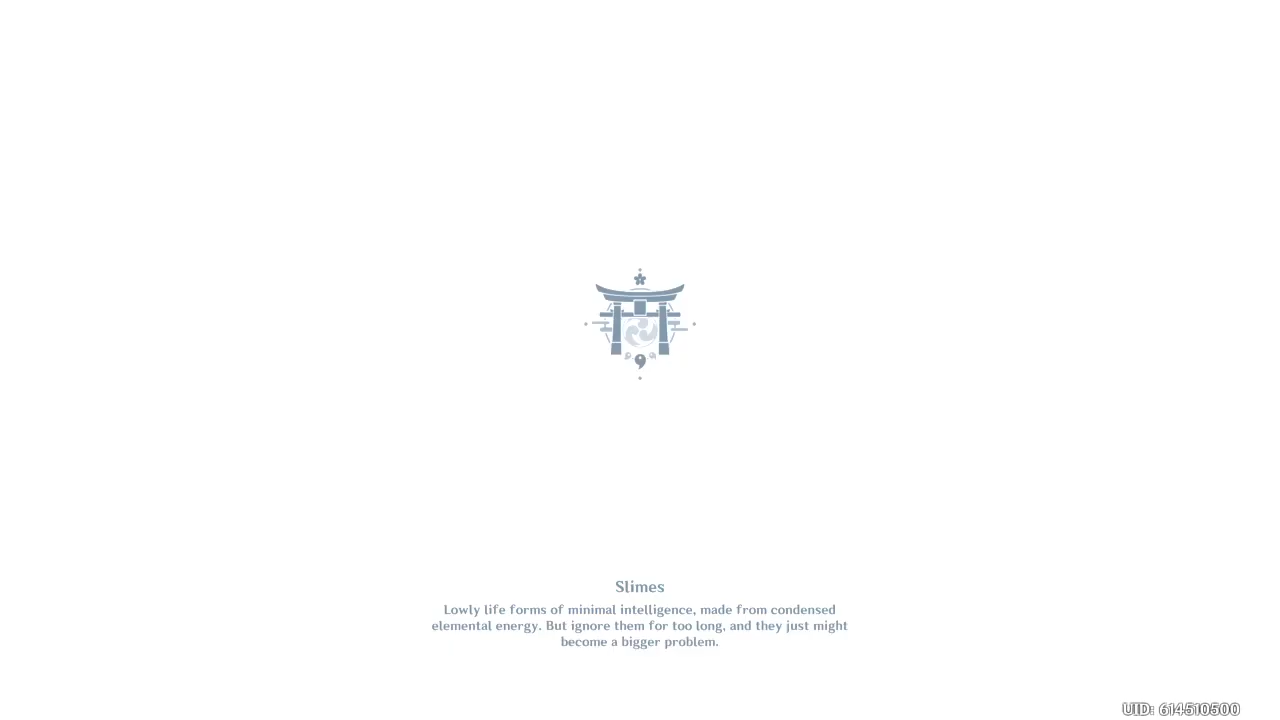 Slimes
Lowly life forms of minimal intelligence, made from condensed
elemental energy. But ignore them for too long, and they just might
become a bigger problem.
UID: 614510500